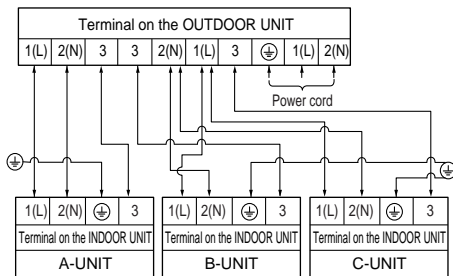 Terminal on the OUTDOOR UNIT
1(L) 2(N) 3 3 2(N) 1(L) 3 ⏚ 1(L) 2(N)
Power cord
1(L) 2(N) ⏚ 3 1(L) 2(N) ⏚ 3 1(L) 2(N) ⏚ 3
Terminal on the INDOOR UNIT Terminal on the INDOOR UNIT Terminal on the INDOOR UNIT
A-UNIT B-UNIT C-UNIT